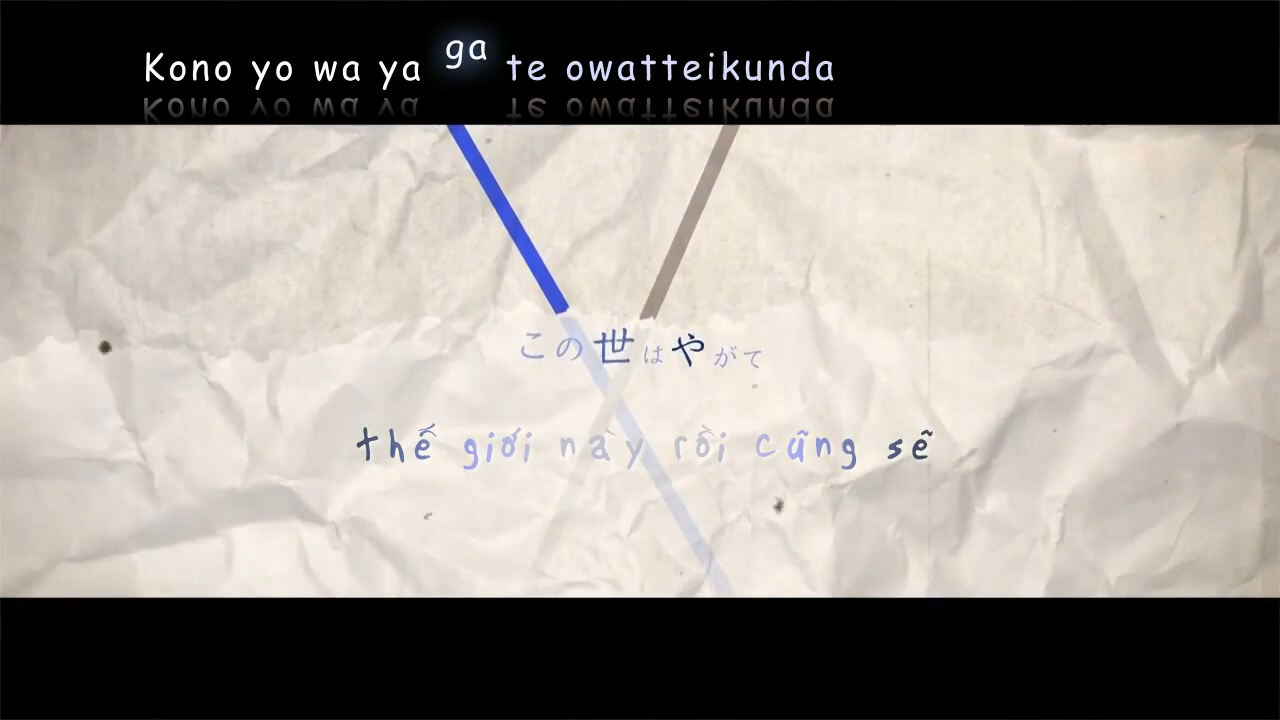 Kono yo wa ya ga te owatteikunda
この世はやがて
thế giới này rồi cũng sẽ